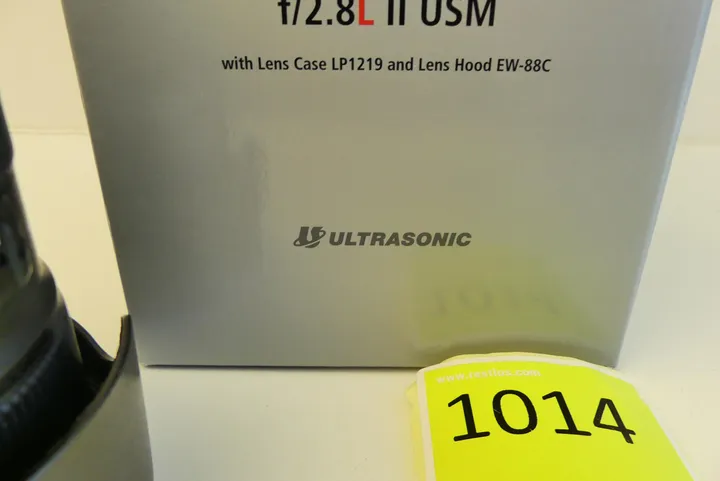 f/2.8L II USM
with Lens Case LP1219 and Lens Hood EW-88C
ULTRASONIC
1014